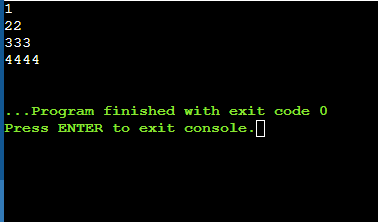 1
22
333
4444
...Program finished with exit code 0
Press ENTER to exit console.